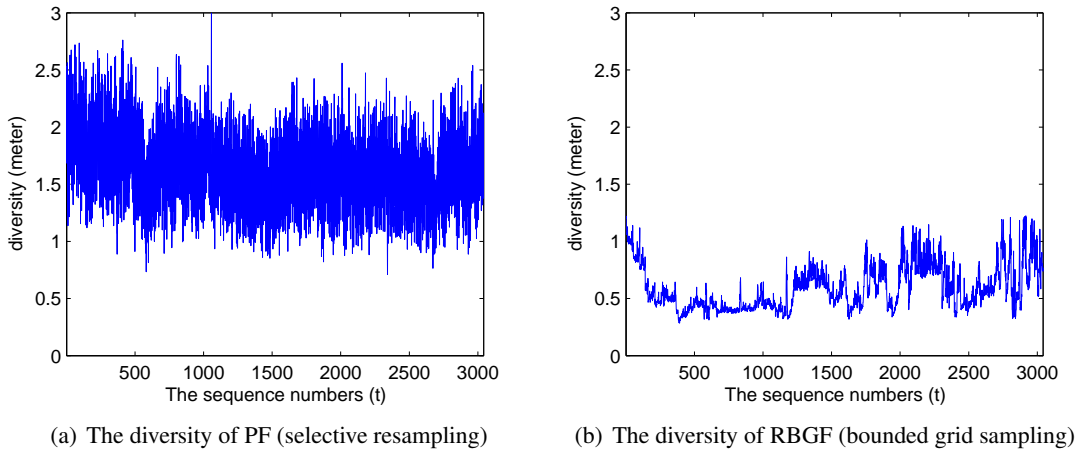 3
2.5
2
1.5
1
0.5
0
diversity (meter)
500 1000 1500 2000 2500 3000
The sequence numbers (t)
(a) The diversity of PF (selective resampling)
3
2.5
2
1.5
1
0.5
0
diversity (meter)
500 1000 1500 2000 2500 3000
The sequence numbers (t)
(b) The diversity of RBGF (bounded grid sampling)